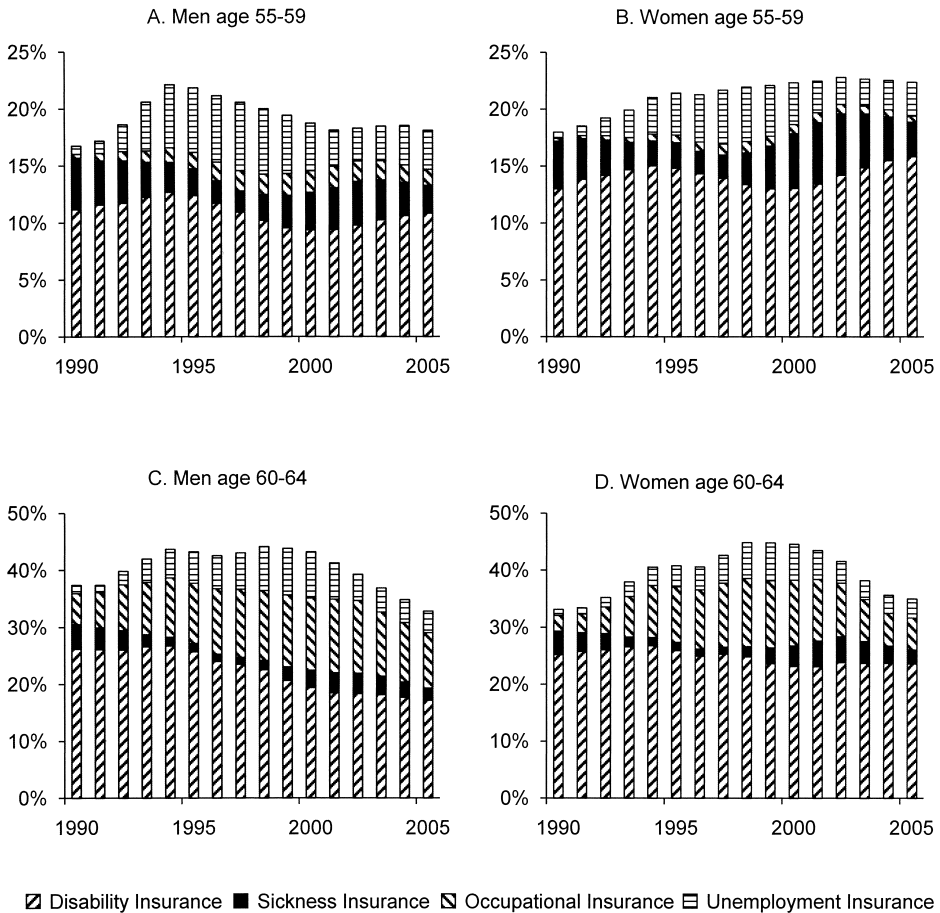 A. Men age 55-59
25%
20%
15%
10%
5%
0%
1990 1995 2000 2005
B. Women age 55-59
25%
20%
15%
10%
5%
0%
1990 1995 2000 2005
C. Men age 60-64
50%
40%
30%
20%
10%
0%
1990 1995 2000 2005
D. Women age 60-64
50%
40%
30%
20%
10%
0%
1990 1995 2000 2005
Disability Insurance Sickness Insurance Occupational Insurance Unemployment Insurance